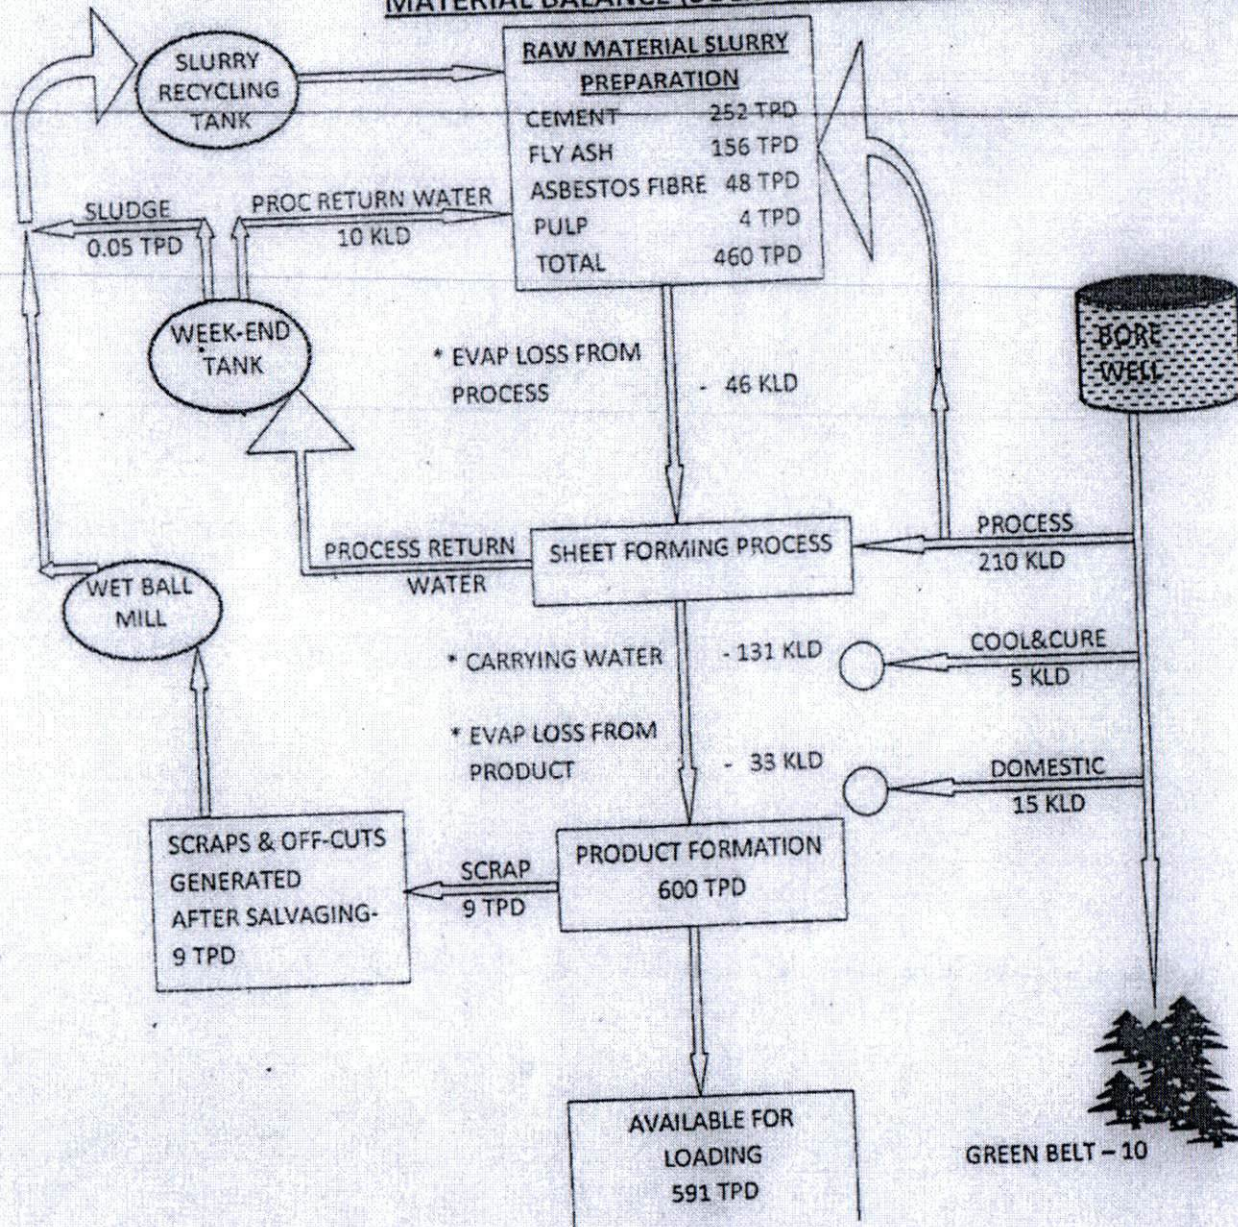 MATERIAL BALANCE
SLURRY
RECYCLING
TANK
RAW MATERIAL SLURRY
PREPARATION
CEMENT 252 TPD
FLY ASH 156 TPD
ASBESTOS FIBRE 48 TPD
PULP 4 TPD
TOTAL 460 TPD
SLUDGE
0.05 TPD
PROC RETURN WATER
10 KLD
WEEK-END
TANK
BORE
WELL
* EVAP LOSS FROM
PROCESS - 46 KLD
PROCESS RETURN
WATER
SHEET FORMING PROCESS
PROCESS
210 KLD
WET BALL
MILL
* CARRYING WATER - 131 KLD
COOL&CURE
5 KLD
* EVAP LOSS FROM
PRODUCT - 33 KLD
DOMESTIC
15 KLD
SCRAPS & OFF-CUTS
GENERATED
AFTER SALVAGING-
9 TPD
SCRAP
9 TPD
PRODUCT FORMATION
600 TPD
AVAILABLE FOR
LOADING
591 TPD
GREEN BELT – 10